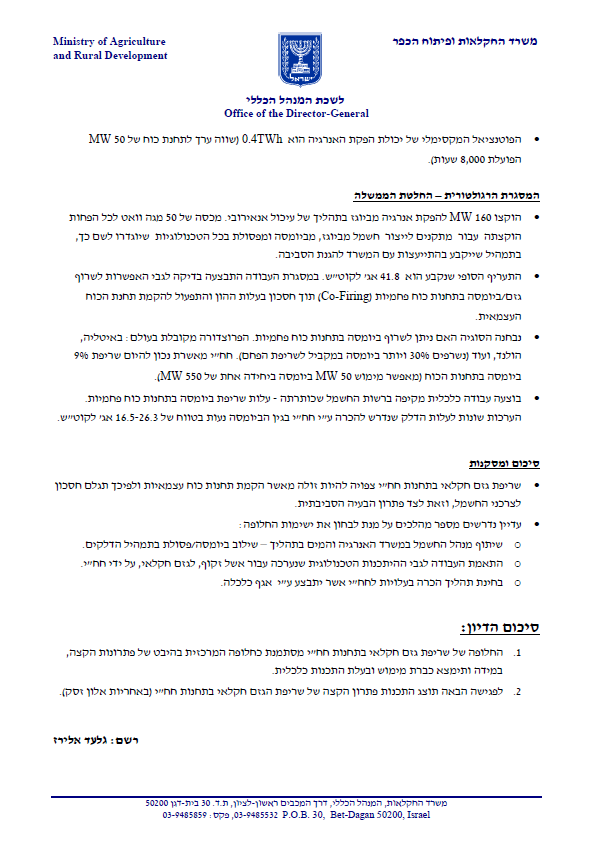 Ministry of Agriculture
and Rural Development
משרד החקלאות ופיתוח הכפר
ישראל
לשכת המנהל הכללי
Office of the Director-General
• הפוטנציאל המקסימלי של יכולת הפקת האנרגיה הוא 0.4TWh (שווה ערך לתחנת כוח של 50 MW
הפועלת 8,000 שעות).
המסגרת הרגולטורית – החלטת הממשלה
• הוקצו 160 MW להפקת אנרגיה מביוגז בתהליך של עיכול אנאירובי. מכסה של 50 מגה וואט לכל הפחות
הוקצתה עבור מתקנים לייצור חשמל מביוגז, מביומסה ומפסולת בכל הטכנולוגיות שיוגדרו לשם כך,
בתמהיל שייקבע בהתייעצות עם המשרד להגנת הסביבה.
• התעריף הסופי שנקבע הוא 41.8 אג' לקוט"ש. במסגרת העבודה התבצעה בדיקה לגבי האפשרות לשרוף
גזם/ביומסה בתחנות כוח פחמיות (Co-Firing) תוך חסכון בעלות ההון והתפעול להקמת תחנת הכוח
העצמאית.
• נבחנה הסוגיה האם ניתן לשרוף ביומסה בתחנות כוח פחמיות. הפרוצדורה מקובלת בעולם: באיטליה,
הולנד, ועוד (נשרפים 30% ויותר ביומסה במקביל לשריפת הפחם). חח"י מאשרת נכון להיום שריפת 9%
ביומסה בתחנות הכוח (מאפשר מימוש 50 MW ביומסה ביחידה אחת של 550 MW).
• בוצעה עבודה כלכלית מקיפה ברשות החשמל שכותרתה - עלות שריפת ביומסה בתחנות כוח פחמיות.
הערכות שונות לעלות הדלק שנדרש להכרה ע"י חח"י בגין הביומסה נעות בטווח של 16.5-26.3 אג' לקוט"ש.
סיכום ומסקנות
• שריפת גזם חקלאי בתחנות חח"י צפויה להיות זולה מאשר הקמת תחנות כוח עצמאיות ולפיכך תגלם חסכון
לצרכני החשמל, וזאת לצד פתרון הבעיה הסביבתית.
• עדיין נדרשים מספר מהלכים על מנת לבחון את ישימות החלופה:
o שיתוף מנהל החשמל במשרד האנרגיה והמים בתהליך – שילוב ביומסה/פסולת בתמהיל הדלקים.
o התאמת העבודה לגבי ההיתכנות הטכנולוגית שנערכה עבור אשל זקוף, לגזם חקלאי, על ידי חח"י.
o בחינת תהליך הכרה בעלויות לחח"י אשר יתבצע ע"י אגף כלכלה.
סיכום הדיון:
1. החלופה של שריפת גזם חקלאי בתחנות חח"י מסתמנת כחלופה המרכזית בהיבט של פתרונות הקצה,
במידה ותימצא כברת מימוש ובעלת התכנות כלכלית.
2. לפגישה הבאה תוצג התכנות פתרון הקצה של שריפת הגזם חקלאי בתחנות חח"י (באחריות אלון זסק).
רשם: גלעד אלירז
משרד החקלאות, המנהל הכללי, דרך המכבים ראשון-לציון, ת.ד. 30 בית-דגן 50200
03-9485532, פקס: 03-9485859 P.O.B. 30, Bet-Dagan 50200, Israel